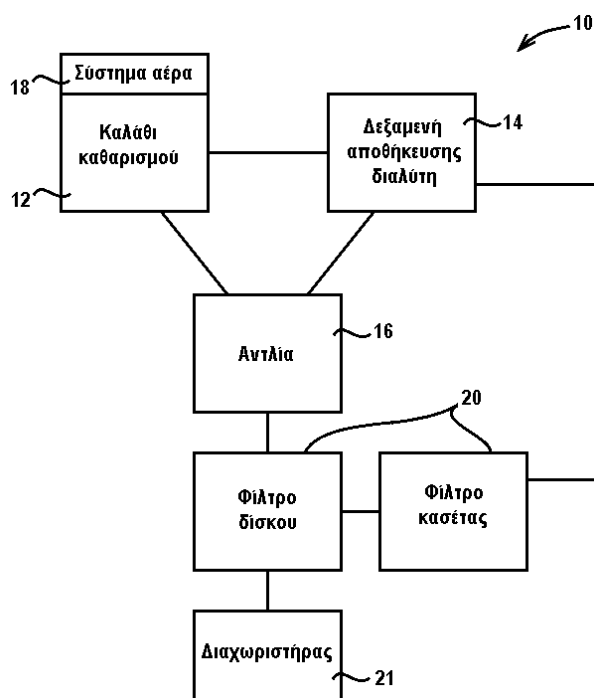 10
Σύστημα αέρα
18
Καλάθι
καθαρισμού
12
Δεξαμενή
αποθήκευσης
διαλύτη
14
Αντλία
16
20
Φίλτρο
δίσκου
Φίλτρο
κασέτας
Διαχωριστήρας
21